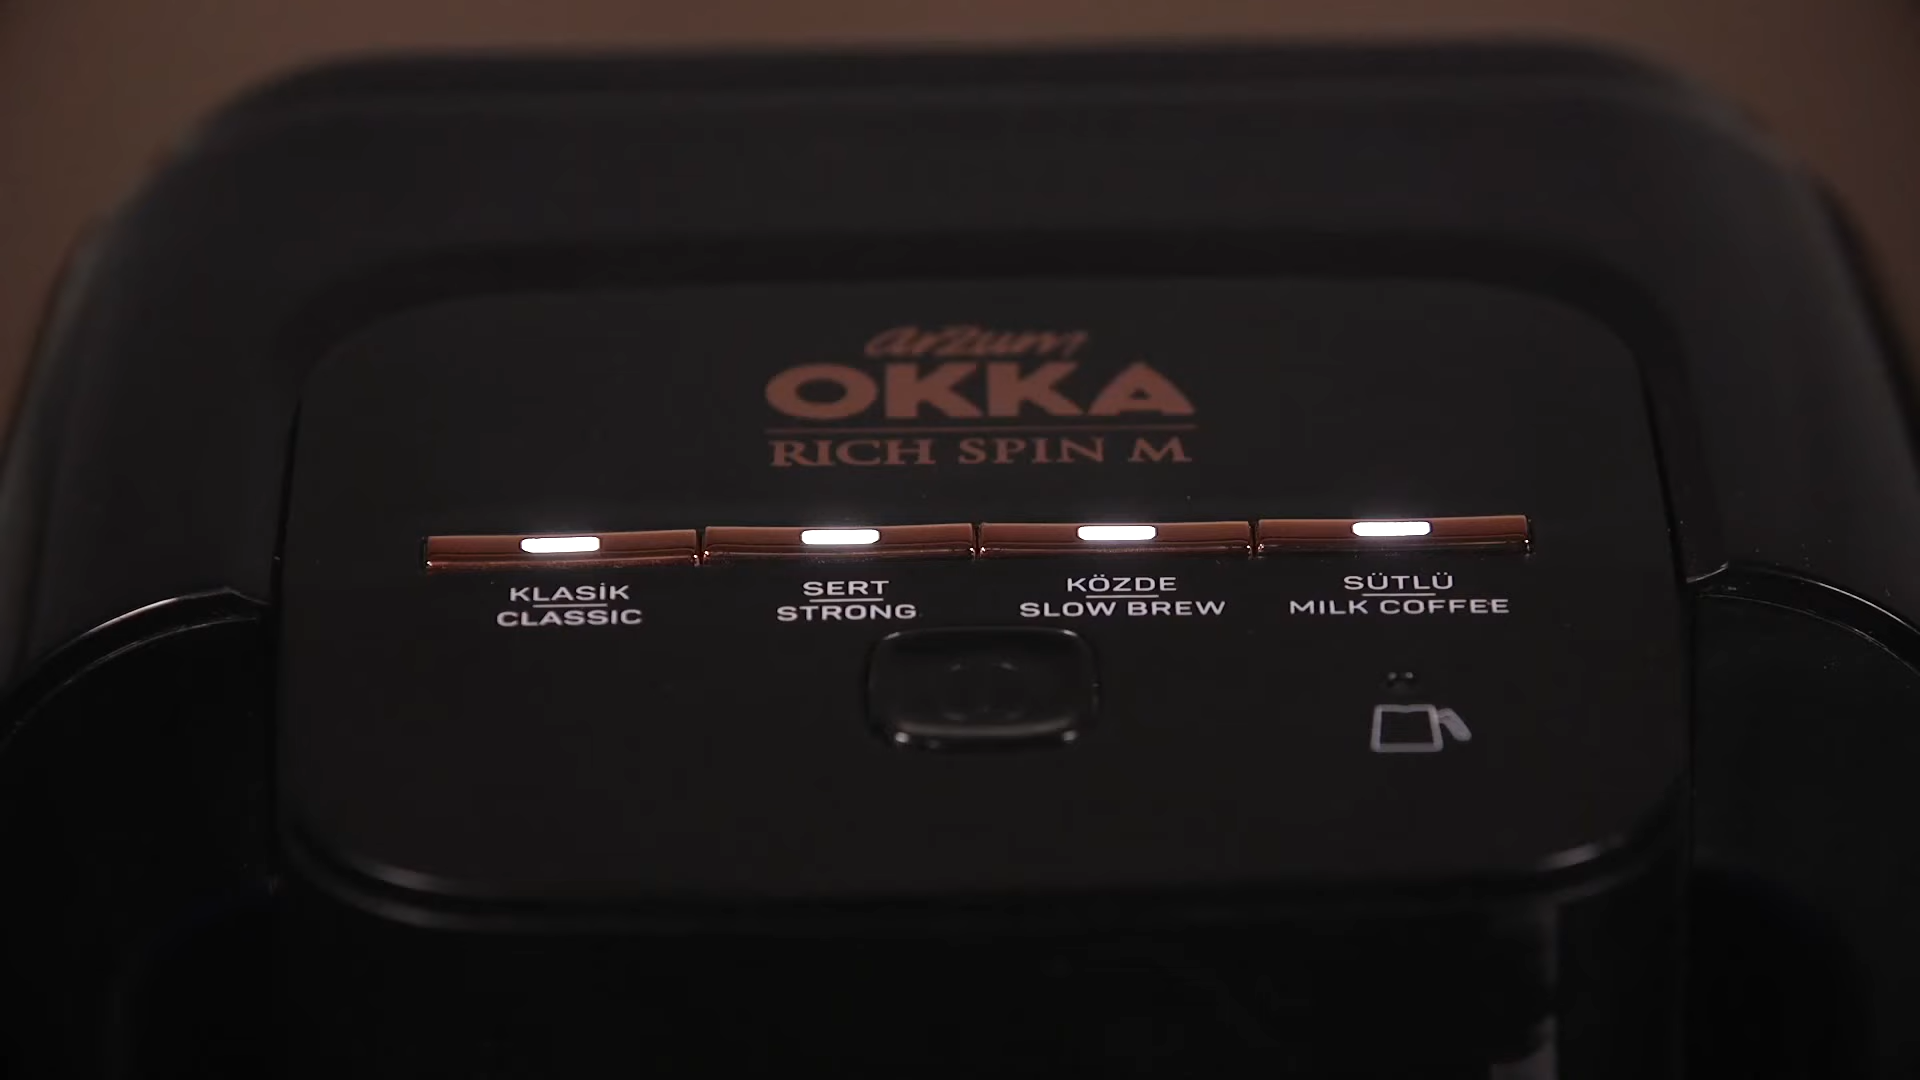 arzum
OKKA
RICH SPIN M
KLASİK
CLASSIC
SERT
STRONG
KÖZDE
SLOW BREW
SÜTLÜ
MILK COFFEE